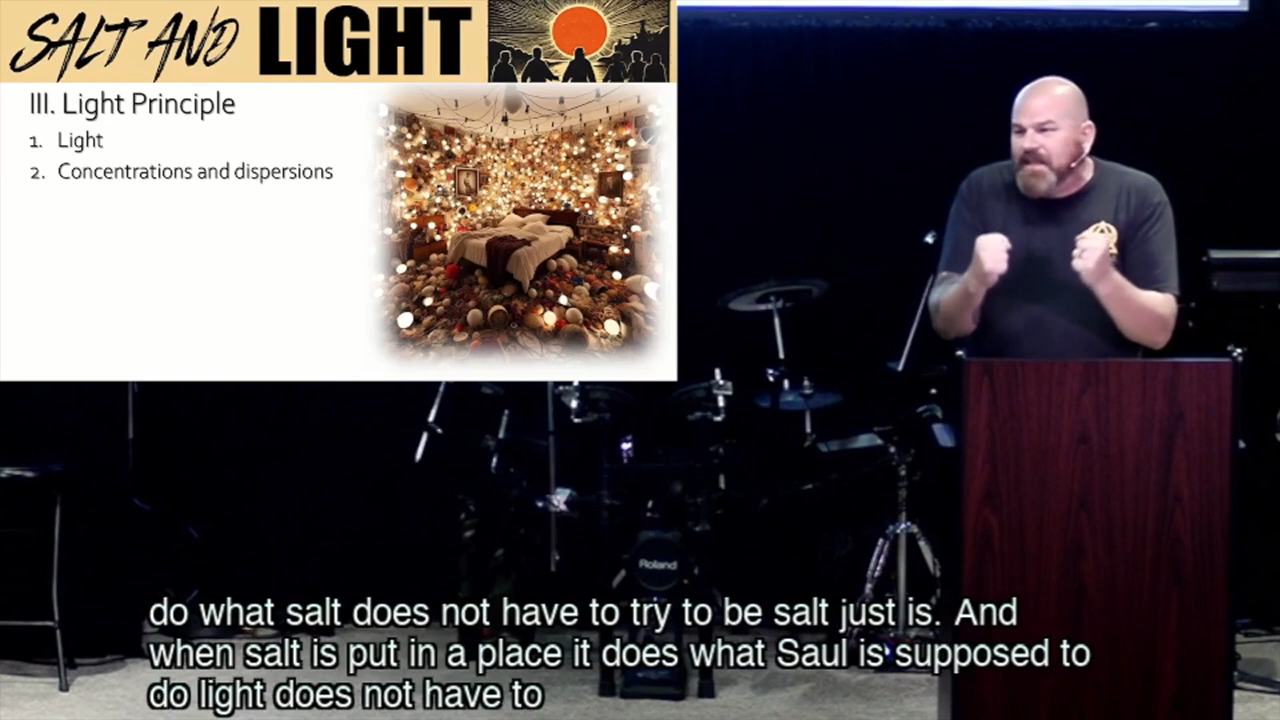 SALT AND LIGHT
III. Light Principle
1. Light
2. Concentrations and dispersions
Roland
do what salt does not have to try to be salt just is. And
when salt is put in a place it does what Saul is supposed to
do light does not have to